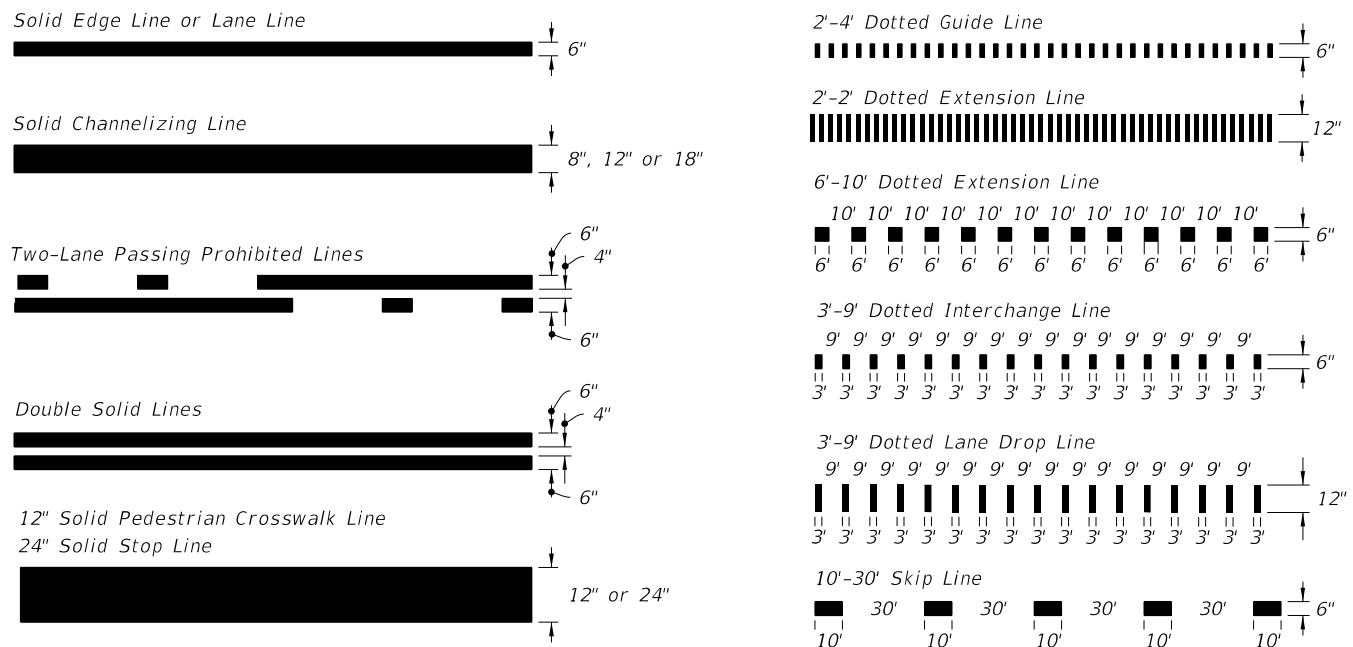 Solid Edge Line or Lane Line
6"
Solid Channelizing Line
8", 12" or 18"
Two-Lane Passing Prohibited Lines
6"
4"
6"
Double Solid Lines
6"
4"
6"
12" Solid Pedestrian Crosswalk Line
24" Solid Stop Line
12" or 24"
2'-4' Dotted Guide Line
6"
2'-2' Dotted Extension Line
12"
6'-10' Dotted Extension Line
10' 10' 10' 10' 10' 10' 10' 10' 10' 10' 10' 10'
6"
6' 6' 6' 6' 6' 6' 6' 6' 6' 6' 6' 6' 6'
3'-9' Dotted Interchange Line
9' 9' 9' 9' 9' 9' 9' 9' 9' 9' 9' 9' 9' 9' 9' 9'
6"
3' 3' 3' 3' 3' 3' 3' 3' 3' 3' 3' 3' 3' 3' 3' 3' 3'
3'-9' Dotted Lane Drop Line
9' 9' 9' 9' 9' 9' 9' 9' 9' 9' 9' 9' 9' 9' 9' 9'
12"
3' 3' 3' 3' 3' 3' 3' 3' 3' 3' 3' 3' 3' 3' 3' 3' 3'
10'-30' Skip Line
30' 30' 30' 30'
6"
10' 10' 10' 10' 10'